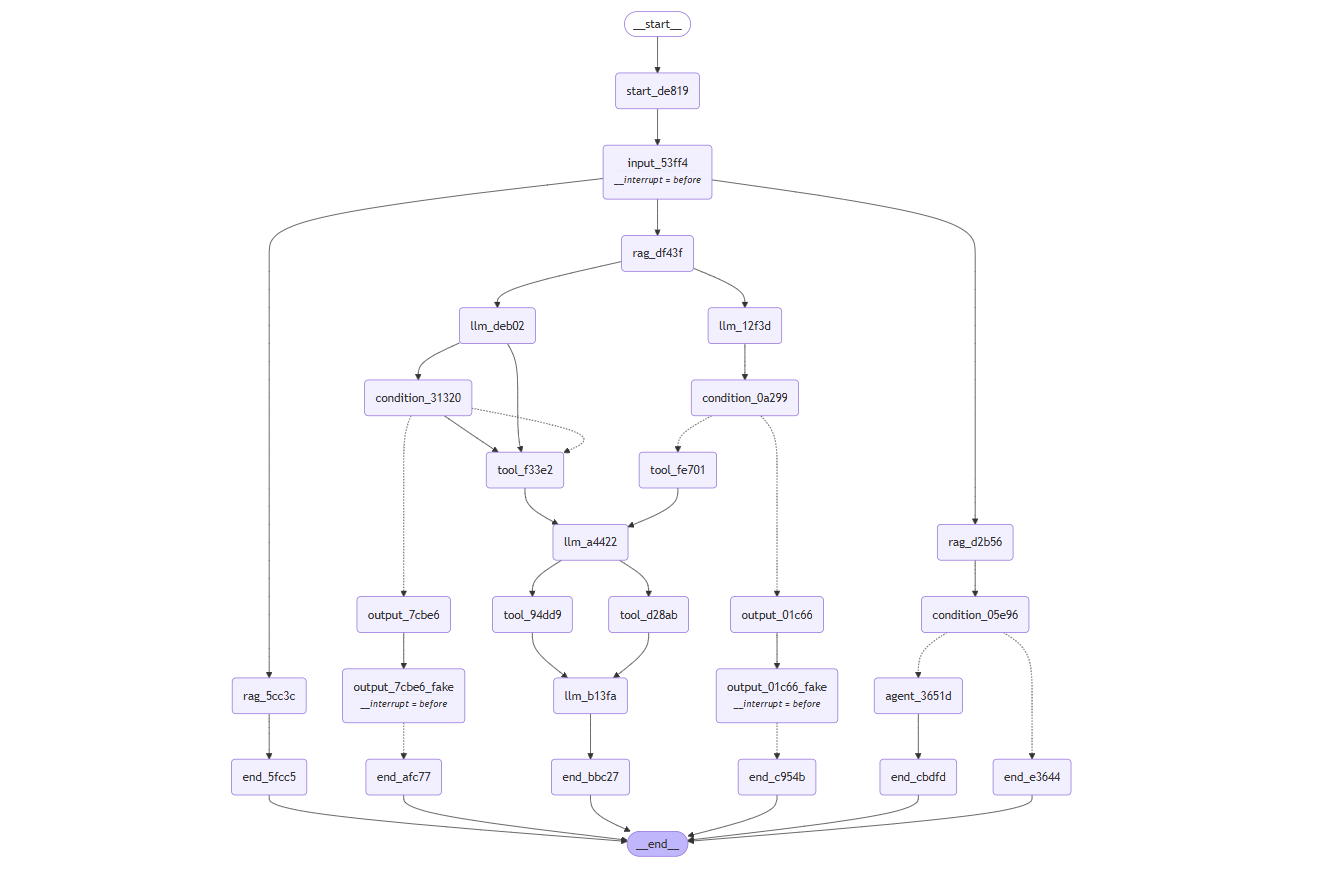 __start__
start_de819
input_53ff4
__interrupt = before
rag_df43f
llm_deb02
llm_12f3d
condition_31320
condition_0a299
tool_f33e2
tool_fe701
llm_a4422
rag_d2b56
output_7cbe6
tool_94dd9
tool_d28ab
output_01c66
condition_05e96
rag_5cc3c
output_7cbe6_fake
__interrupt = before
llm_b13fa
output_01c66_fake
__interrupt = before
agent_3651d
end_5fcc5
end_afc77
end_bbc27
end_c954b
end_cbdfd
end_e3644
__end__